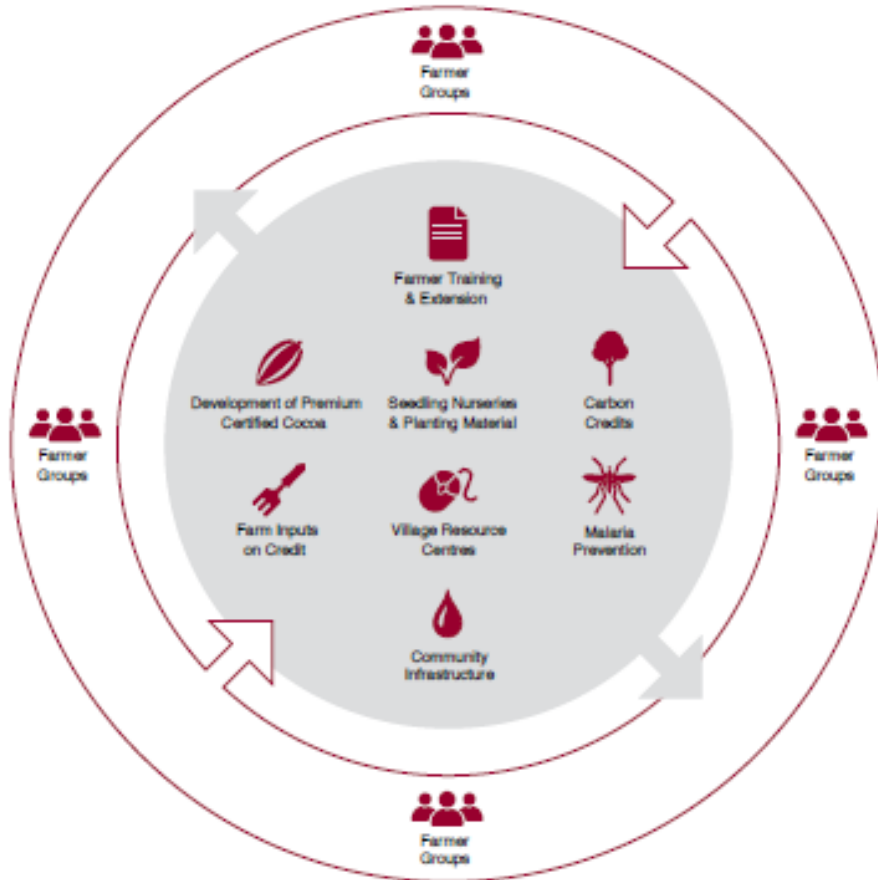 Farmer
Groups
Farmer Training
& Extension
Development of Premium
Certified Cocoa
Seedling Nurseries
& Planting Material
Carbon
Credits
Farmer
Groups
Farmer
Groups
Farm Inputs
on Credit
Village Resource
Centres
Malaria
Prevention
Community
Infrastructure
Farmer
Groups